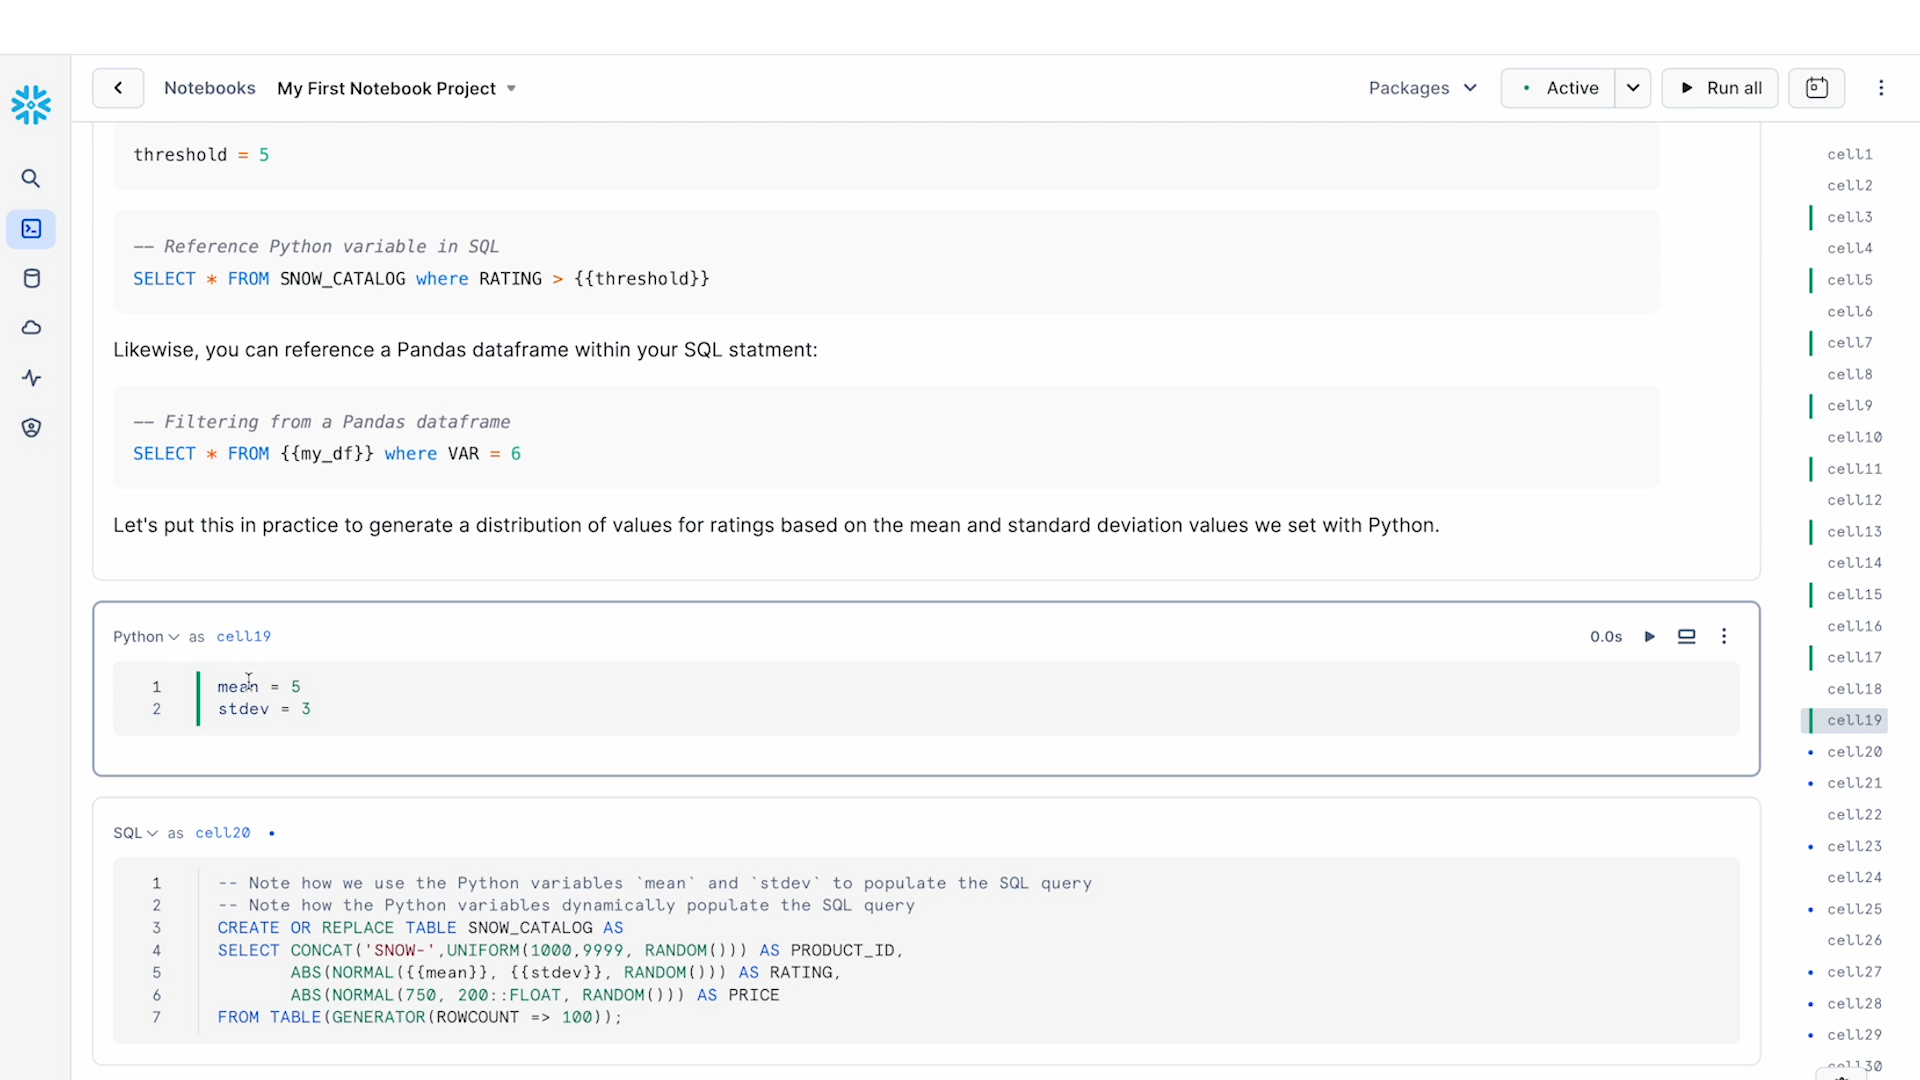 Notebooks My First Notebook Project
Packages
Active
Run all
threshold = 5
-- Reference Python variable in SQL
SELECT * FROM SNOW_CATALOG where RATING > {{threshold}}
Likewise, you can reference a Pandas dataframe within your SQL statment:
-- Filtering from a Pandas dataframe
SELECT * FROM {{my_df}} where VAR = 6
Let's put this in practice to generate a distribution of values for ratings based on the mean and standard deviation values we set with Python.
Python as cell19
0.0s
1 mean = 5
2 stdev = 3
SQL as cell20
1 -- Note how we use the Python variables `mean` and `stdev` to populate the SQL query
2 -- Note how the Python variables dynamically populate the SQL query
3 CREATE OR REPLACE TABLE SNOW_CATALOG AS
4 SELECT CONCAT('SNOW-',UNIFORM(1000,9999, RANDOM())) AS PRODUCT_ID,
5 ABS(NORMAL({{mean}}, {{stdev}}, RANDOM())) AS RATING,
6 ABS(NORMAL(750, 200::FLOAT, RANDOM())) AS PRICE
7 FROM TABLE(GENERATOR(ROWCOUNT => 100));
cell1
cell2
cell3
cell4
cell5
cell6
cell7
cell8
cell9
cell10
cell11
cell12
cell13
cell14
cell15
cell16
cell17
cell18
cell19
cell20
cell21
cell22
cell23
cell24
cell25
cell26
cell27
cell28
cell29
cell30